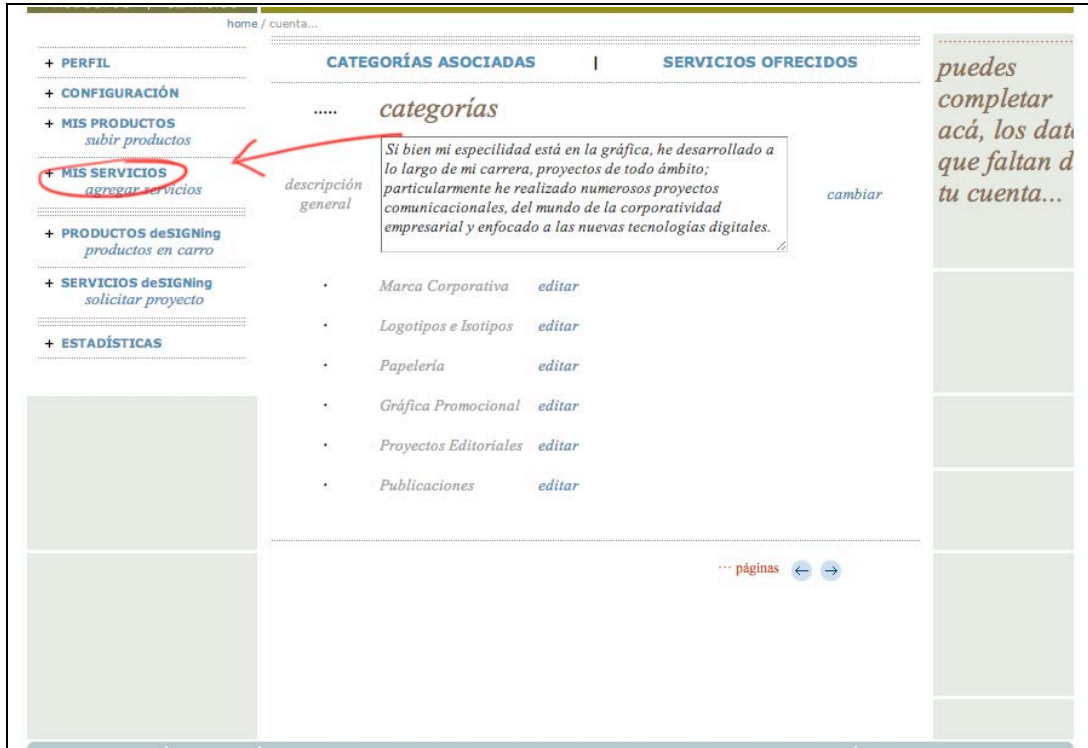 home / cuenta...
+ PERFIL
+ CONFIGURACIÓN
+ MIS PRODUCTOS
subir productos
+ MIS SERVICIOS
agregar servicios
+ PRODUCTOS deSIGNing
productos en carro
+ SERVICIOS deSIGNing
solicitar proyecto
+ ESTADÍSTICAS
CATEGORÍAS ASOCIADAS | SERVICIOS OFRECIDOS
..... categorías
descripción
general
Si bien mi especilidad está en la gráfica, he desarrollado a
lo largo de mi carrera, proyectos de todo ámbito;
particularmente he realizado numerosos proyectos
comunicacionales, del mundo de la corporatividad
empresarial y enfocado a las nuevas tecnologías digitales.
cambiar
· Marca Corporativa editar
· Logotipos e Isotipos editar
· Papelería editar
· Gráfica Promocional editar
· Proyectos Editoriales editar
· Publicaciones editar
··· páginas ← →
puedes
completar
acá, los dat
que faltan d
tu cuenta...